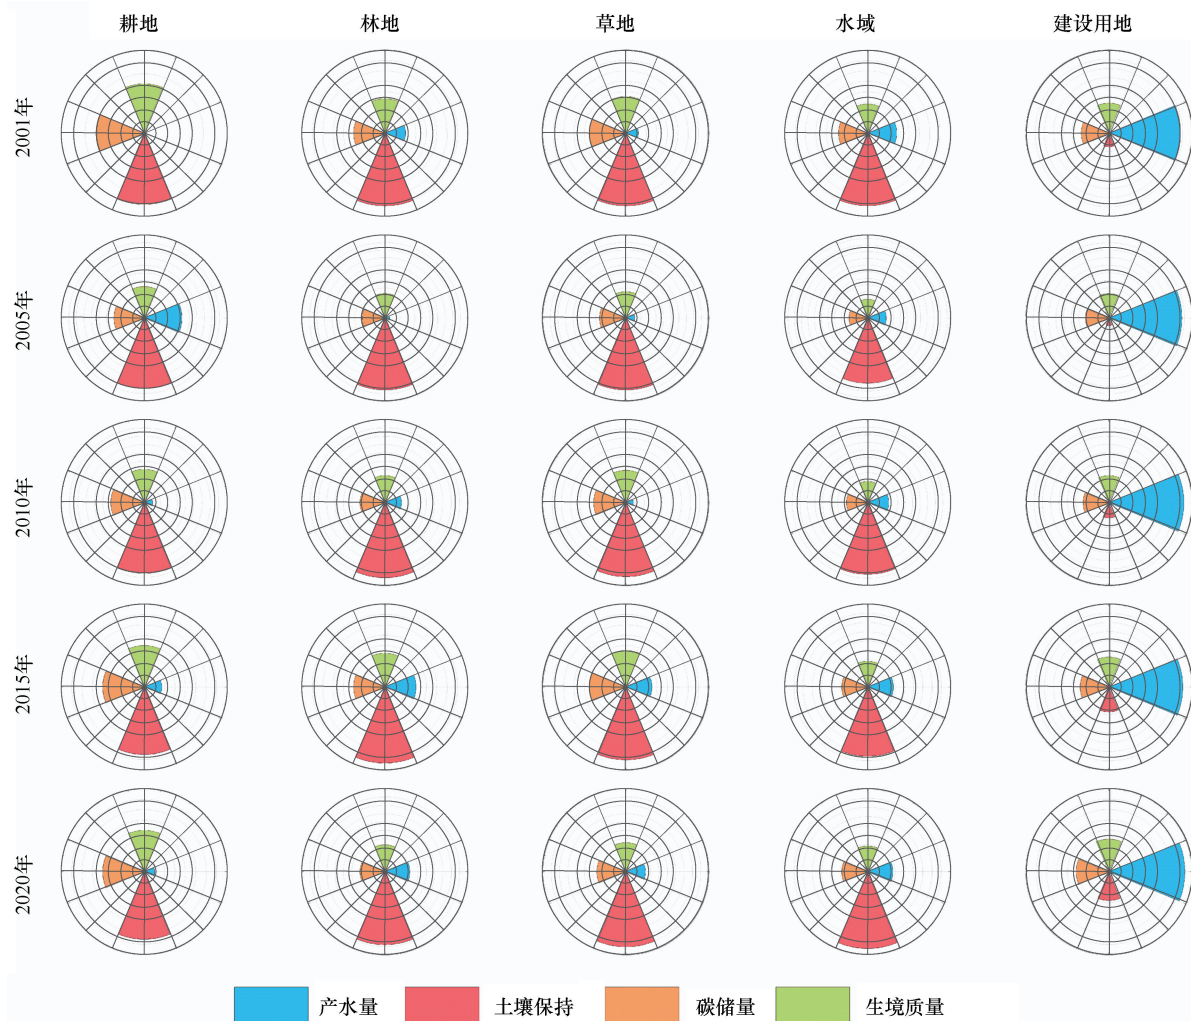 耕地 林地 草地 水域 建设用地
2001年
2005年
2010年
2015年
2020年
产水量 土壤保持 碳储量 生境质量